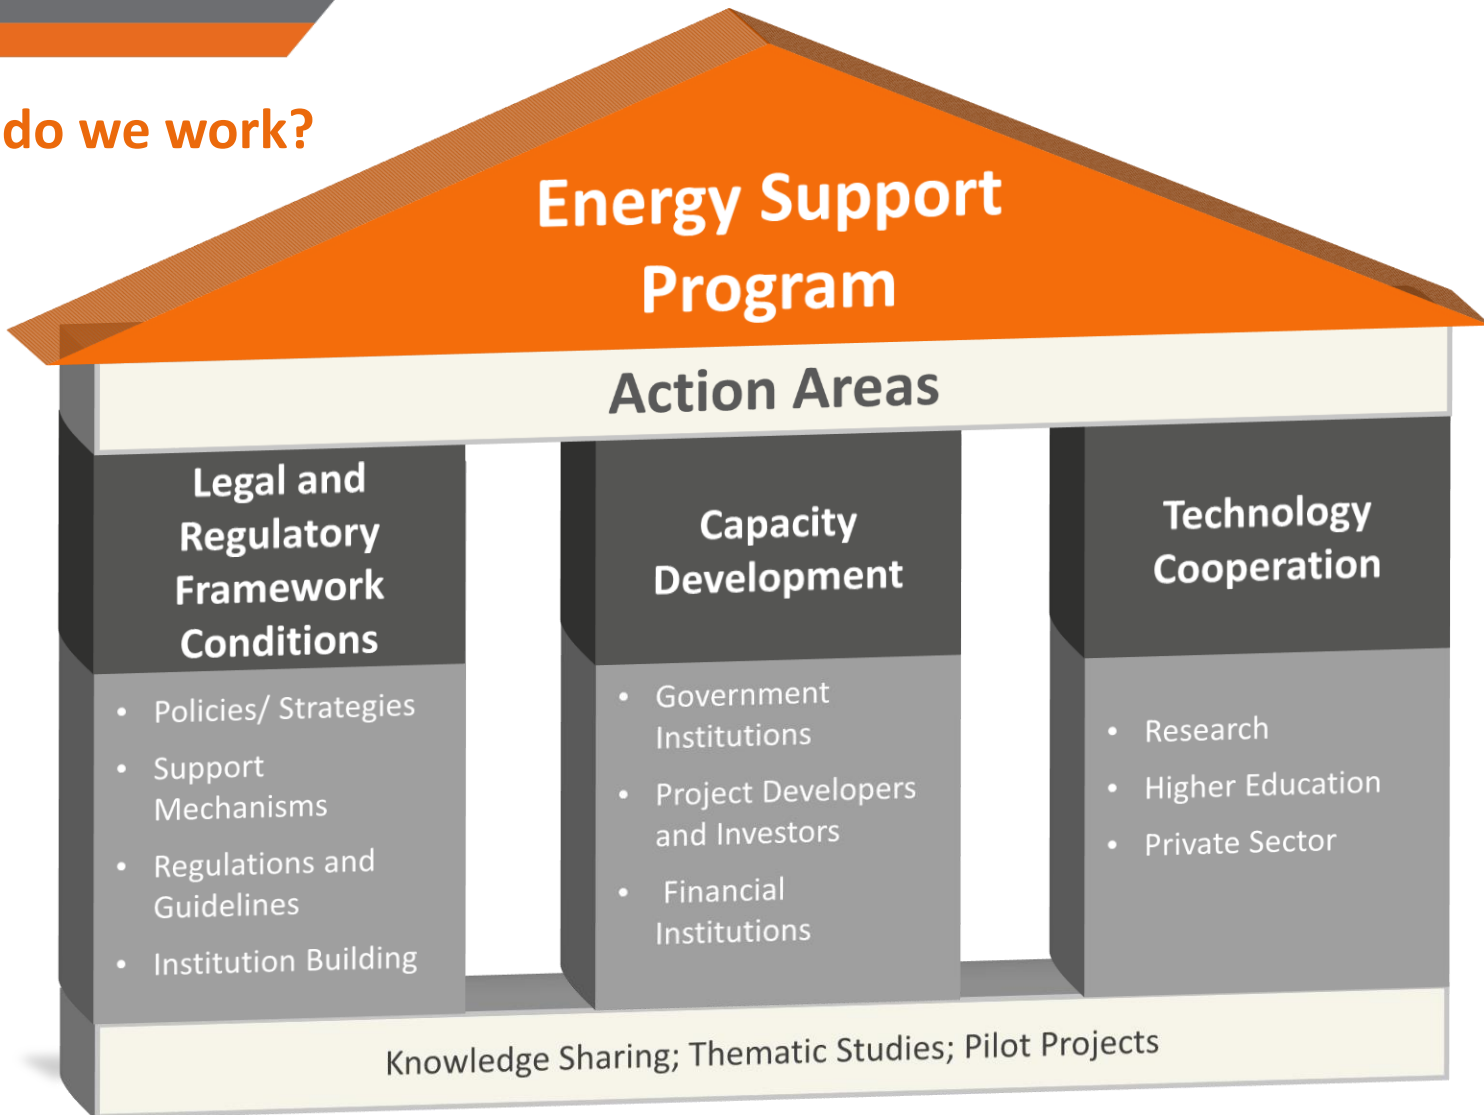 do we work?
Energy Support
Program
Action Areas
Legal and
Regulatory
Framework
Conditions
• Policies/ Strategies
• Support
Mechanisms
• Regulations and
Guidelines
• Institution Building
Capacity
Development
• Government
Institutions
• Project Developers
and Investors
• Financial
Institutions
Technology
Cooperation
• Research
• Higher Education
• Private Sector
Knowledge Sharing; Thematic Studies; Pilot Projects